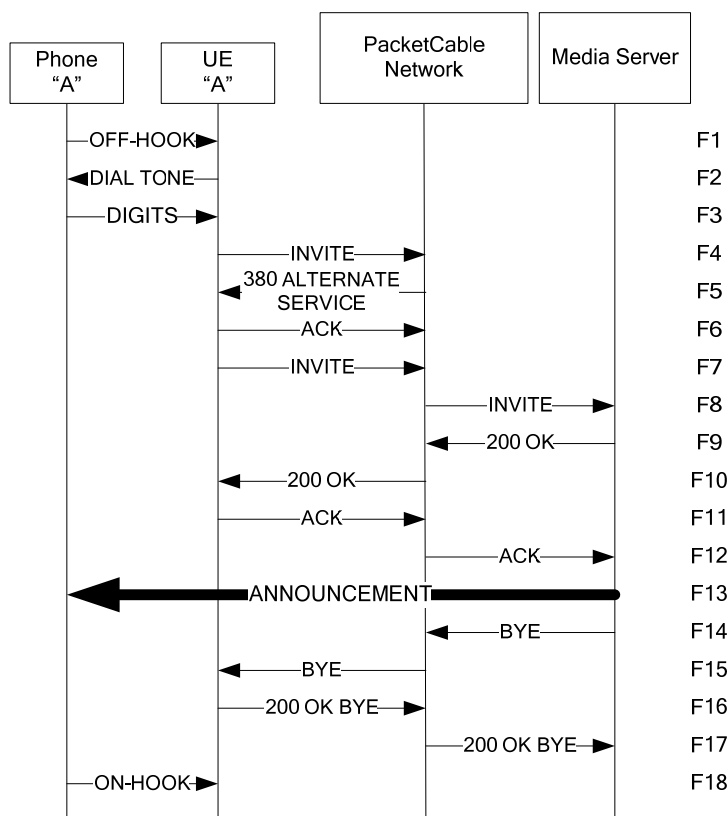 Phone
“A”
UE
“A”
PacketCable
Network
Media Server
OFF-HOOK
F1
DIAL TONE
F2
DIGITS
F3
INVITE
F4
380 ALTERNATE
SERVICE
F5
ACK
F6
INVITE
F7
INVITE
F8
200 OK
F9
200 OK
F10
ACK
F11
ACK
F12
ANNOUNCEMENT
F13
BYE
F14
BYE
F15
200 OK BYE
F16
200 OK BYE
F17
ON-HOOK
F18